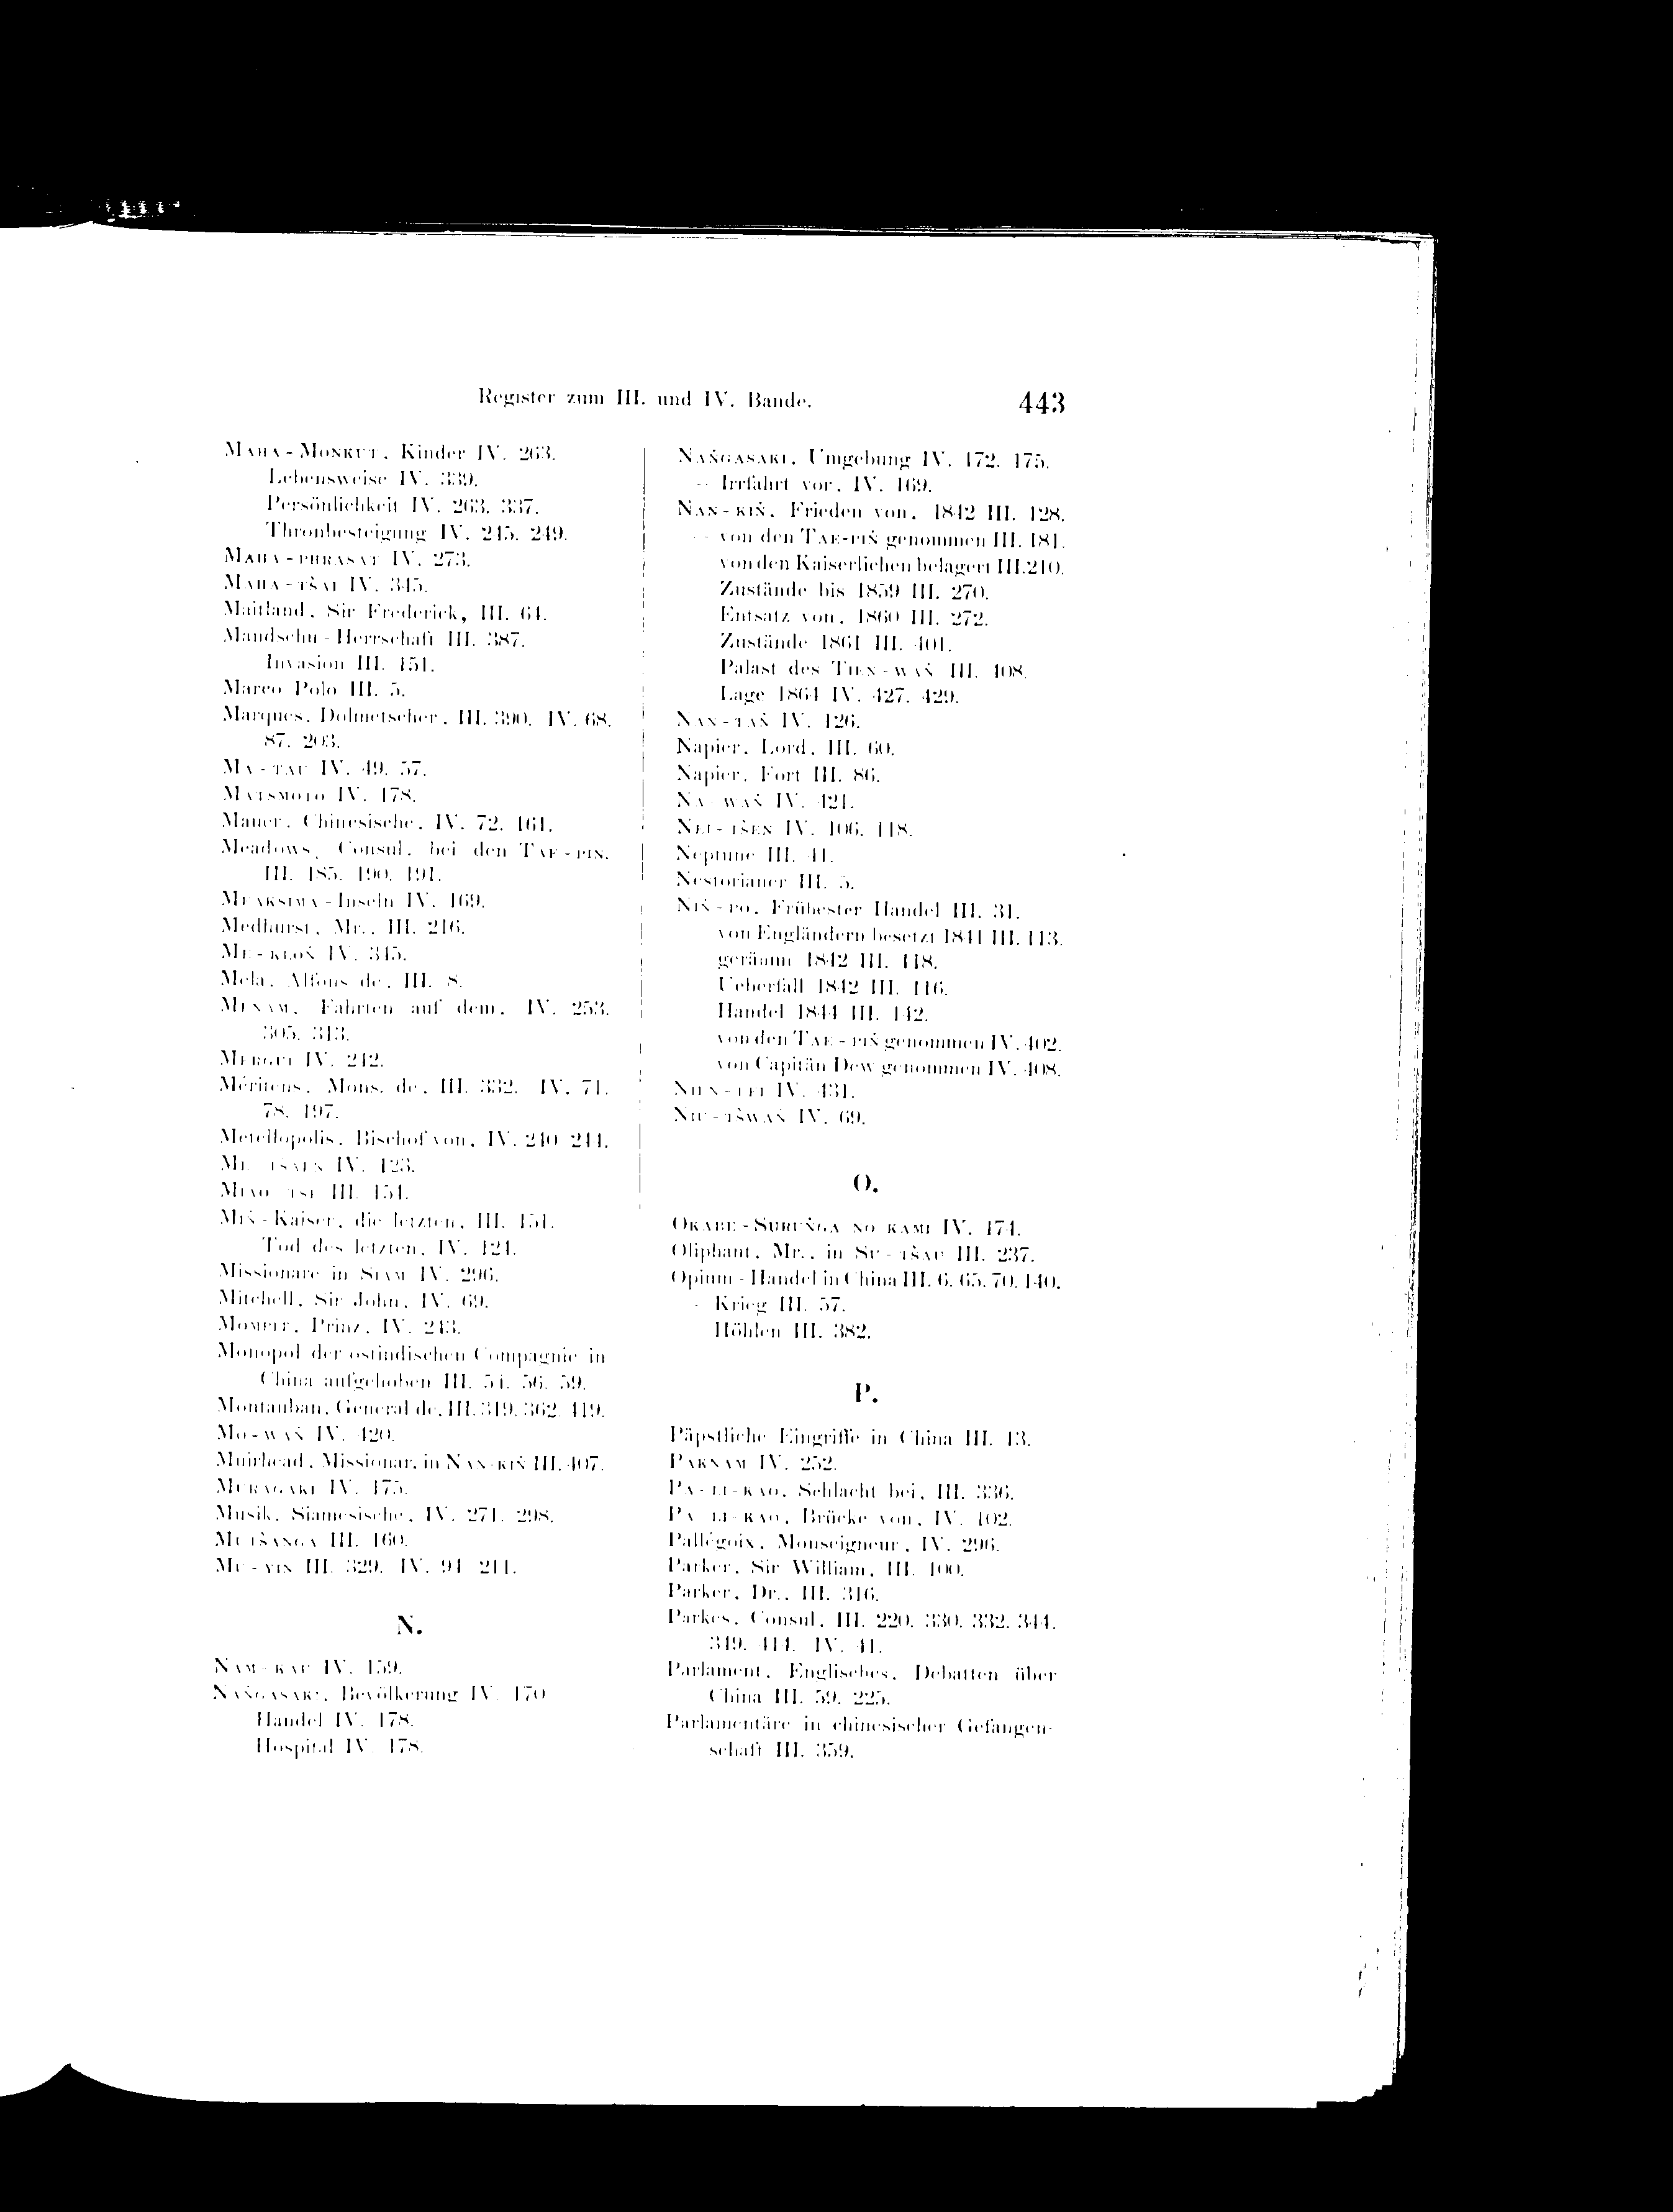 Register zum III. und IV. Bande.
443
MAHA-MONKUT, Kinder IV. 263.
Lebensweise IV. 339.
Persönlichkeit IV. 263. 337.
Thronbesteigung IV. 245. 249.
MAHA-PHRASAT IV. 273.
MAHA-TŠAI IV. 345.
Maitland, Sir Frederick, III. 64.
Mandschu-Herrschaft III. 387.
Invasion III. 151.
Marco Polo III. 5.
Marques, Dolmetscher, III. 390. IV. 68.
87. 203.
MA-TAU IV. 49. 57.
MATSMOTO IV. 178.
Mauer, Chinesische, IV. 72. 161.
Meadows, Consul, bei den TAE-PIN.
III. 185. 190. 191.
MEAKSIMA-Inseln IV. 169.
Medhurst, Mr., III. 216.
ME-KLOṄ IV. 345.
Mela, Alfons de, III. 8.
MENAM, Fahrten auf dem, IV. 253.
305. 313.
MERGUI IV. 242.
Méritens, Mons. de, III. 332. IV. 71.
78. 197.
Metellopolis, Bischof von, IV. 240. 244.
IV. 123.
MIAO-TSE III. 154.
MIṄ-Kaiser, die letzten, III. 151.
Tod des letzten, IV. 124.
Missionare in SIAM IV. 296.
Mitchell, Sir John, IV. 69.
MOMFIT, Prinz, IV. 243.
Monopol der ostindischen Compagnie in
China aufgehoben III. 54. 56. 59.
Montauban, General de, III. 319. 362. 419.
MO-WAṄ IV. 420.
Muirhead, Missionar, in NAN-KIṄ III. 407.
MURAGAKI IV. 175.
Musik, Siamesische, IV. 271. 298.
MUTŠANGA III. 160.
MU-YIN III. 329. IV. 94. 211.
N.
NAM-KAU IV. 159.
NAṄGASAKI, Bevölkerung IV. 170
Handel IV. 178.
Hospital IV. 178.
NAṄGASAKI, Umgebung IV. 172. 175.
— Irrfahrt vor, IV. 169.
NAN-KIṄ, Frieden von, 1842 III. 128.
— von den TAE-PIṄ genommen III. 181.
von den Kaiserlichen belagert III. 210.
Zustände bis 1859 III. 270.
Entsatz von, 1860 III. 272.
Zustände 1861 III. 401.
Palast des TIEN-WAṄ III. 408.
Lage 1864 IV. 427. 429.
NAN-TAṄ IV. 126.
Napier, Lord, III. 60.
Napier, Fort III. 86.
NA-WAṄ IV. 421.
NEI-TŠEN IV. 106. 118.
Neptune III. 41.
Nestorianer III. 5.
NIṄ-PO, Frühester Handel III. 31.
von Engländern besetzt 1841 III. 113.
geräumt 1842 III. 118.
Ueberfall 1842 III. 116.
Handel 1844 III. 142.
von den TAE-PIṄ genommen IV. 402.
von Capitän Dew genommen IV. 408.
NIEN-FEI IV. 431.
NIU-TŠWAṄ IV. 69.
O.
OKABE-SURUṄGA NO KAMI IV. 174.
Oliphant, Mr., in SU-TŠAU III. 237.
Opium-Handel in China III. 6. 65. 70. 140.
- Krieg III. 57.
Höhlen III. 382.
P.
Päpstliche Eingriffe in China III. 13.
PAKNAM IV. 252.
PA-LI-KAO, Schlacht bei, III. 336.
PA-LI-KAO, Brücke von, IV. 102.
Pallégoix, Monseigneur, IV. 296.
Parker, Sir William, III. 100.
Parker, Dr., III. 316.
Parkes, Consul, III. 220. 330. 332. 344.
349. 414. IV. 41.
Parlament, Englisches, Debatten über
China III. 59. 225.
Parlamentäre in chinesischer Gefangen-
schaft III. 359.